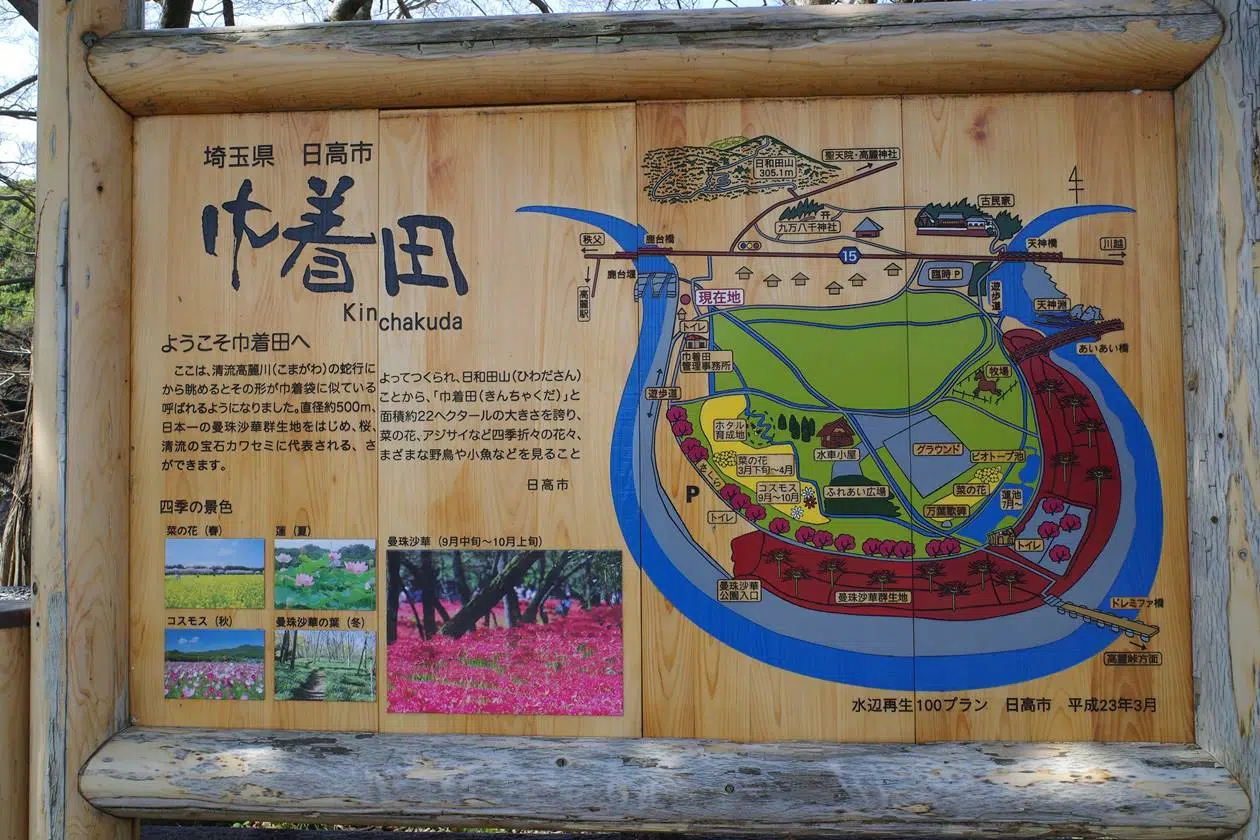 埼玉県　日高市
巾着田
Kinchakuda
ようこそ巾着田へ
ここは、清流高麗川（こまがわ）の蛇行によってつくられ、日和田山（ひわださん）
から眺めるとその形が巾着袋に似ていることから、「巾着田（きんちゃくだ）」と
呼ばれるようになりました。直径約500m、面積約22ヘクタールの大きさを誇り、
日本一の曼珠沙華群生地をはじめ、桜、菜の花、アジサイなど四季折々の花々、
清流の宝石カワセミに代表される、さまざまな野鳥や小魚などを見ること
ができます。
日高市
四季の景色
菜の花（春）
蓮（夏）
コスモス（秋）
曼珠沙華の葉（冬）
曼珠沙華（9月中旬〜10月上旬）
日和田山
305.1m
聖天院・高麗神社
九万八千神社
古民家
秩父
鹿台橋
15
天神橋
川越
鹿台堰
高麗駅
臨時P
遊歩道
現在地
天神淵
トイレ
あいあい橋
巾着田
管理事務所
牧場
遊歩道
ホタル
育成地
水車小屋
グラウンド
ビオトープ池
菜の花
3月下旬〜4月
さくら
コスモス
9月〜10月
ふれあい広場
菜の花
蓮池
7月〜
P
万葉歌碑
トイレ
トイレ
曼珠沙華
公園入口
曼珠沙華群生地
ドレミファ橋
高麗峠方面
水辺再生100プラン　日高市　平成23年3月